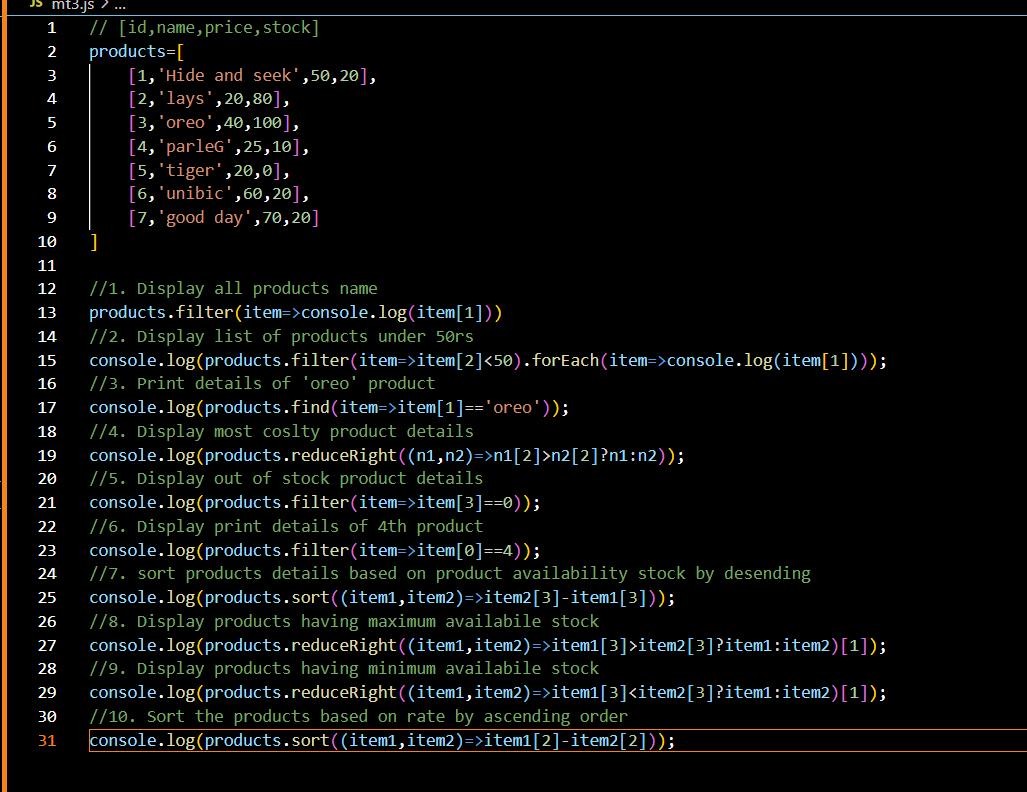 JS mt3.js > ...
1 // [id,name,price,stock]
2 products=[
3 [1,'Hide and seek',50,20],
4 [2,'lays',20,80],
5 [3,'oreo',40,100],
6 [4,'parleG',25,10],
7 [5,'tiger',20,0],
8 [6,'unibic',60,20],
9 [7,'good day',70,20]
10 ]
11
12 //1. Display all products name
13 products.filter(item=>console.log(item[1]))
14 //2. Display list of products under 50rs
15 console.log(products.filter(item=>item[2]<50).forEach(item=>console.log(item[1])));
16 //3. Print details of 'oreo' product
17 console.log(products.find(item=>item[1]=='oreo'));
18 //4. Display most coslty product details
19 console.log(products.reduceRight((n1,n2)=>n1[2]>n2[2]?n1:n2));
20 //5. Display out of stock product details
21 console.log(products.filter(item=>item[3]==0));
22 //6. Display print details of 4th product
23 console.log(products.filter(item=>item[0]==4));
24 //7. sort products details based on product availability stock by desending
25 console.log(products.sort((item1,item2)=>item2[3]-item1[3]));
26 //8. Display products having maximum availabile stock
27 console.log(products.reduceRight((item1,item2)=>item1[3]>item2[3]?item1:item2)[1]);
28 //9. Display products having minimum availabile stock
29 console.log(products.reduceRight((item1,item2)=>item1[3]<item2[3]?item1:item2)[1]);
30 //10. Sort the products based on rate by ascending order
31 console.log(products.sort((item1,item2)=>item1[2]-item2[2]));